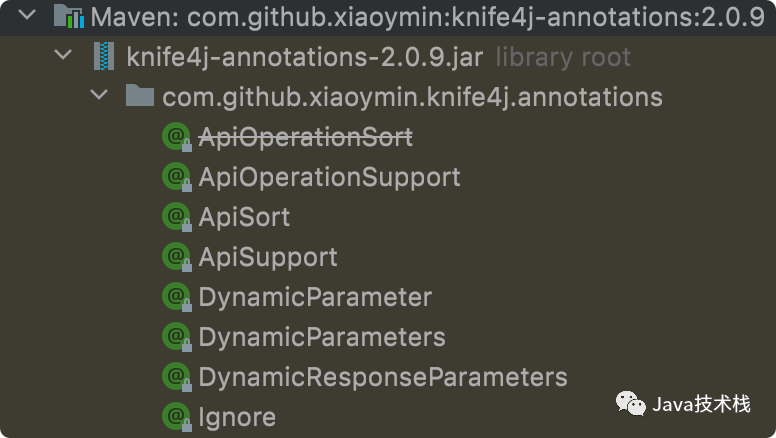 Maven: com.github.xiaoymin:knife4j-annotations:2.0.9
knife4j-annotations-2.0.9.jar library root
com.github.xiaoymin.knife4j.annotations
ApiOperationSort
ApiOperationSupport
ApiSort
ApiSupport
DynamicParameter
DynamicParameters
DynamicResponseParameters
Ignore
Java技术栈